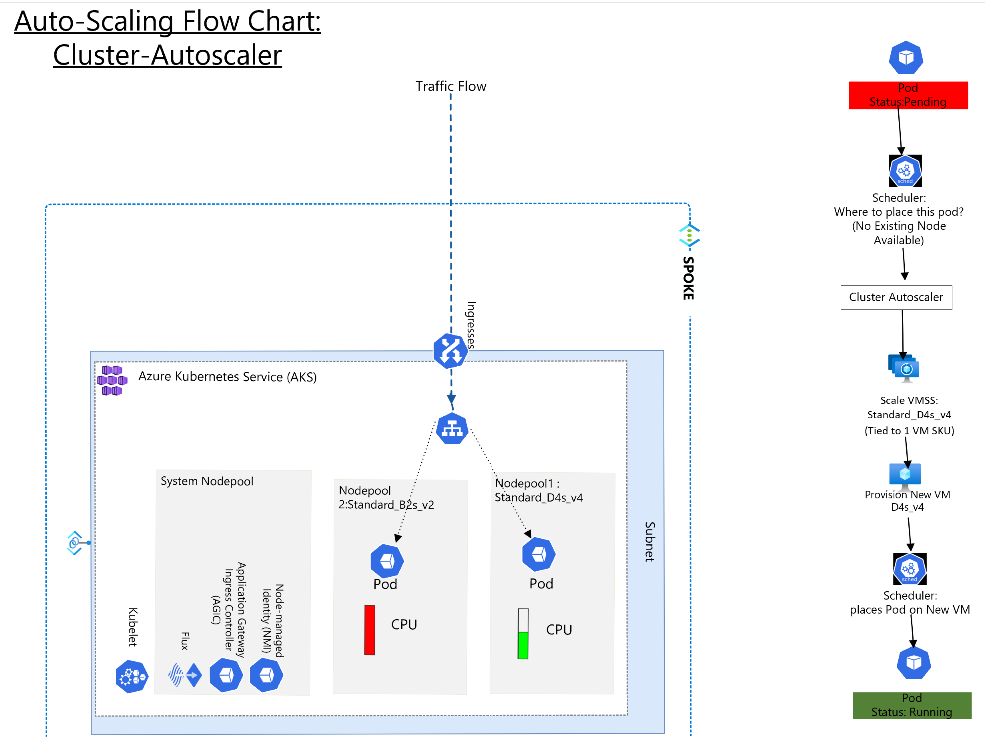 Auto-Scaling Flow Chart:
Cluster-Autoscaler
Traffic Flow
SPOKE
Ingresses
Azure Kubernetes Service (AKS)
System Nodepool
Nodepool
2:Standard_B2s_v2
Nodepool1 :
Standard_D4s_v4
Subnet
Pod
CPU
Pod
CPU
Kubelet
Flux
Application Gateway
Ingress Controller
(AGIC)
Node-managed
Identity (NMI)
Pod
Status:Pending
sched
Scheduler:
Where to place this pod?
(No Existing Node
Available)
Cluster Autoscaler
Scale VMSS:
Standard_D4s_v4
(Tied to 1 VM SKU)
Provision New VM
D4s_v4
sched
Scheduler:
places Pod on New VM
Pod
Status: Running